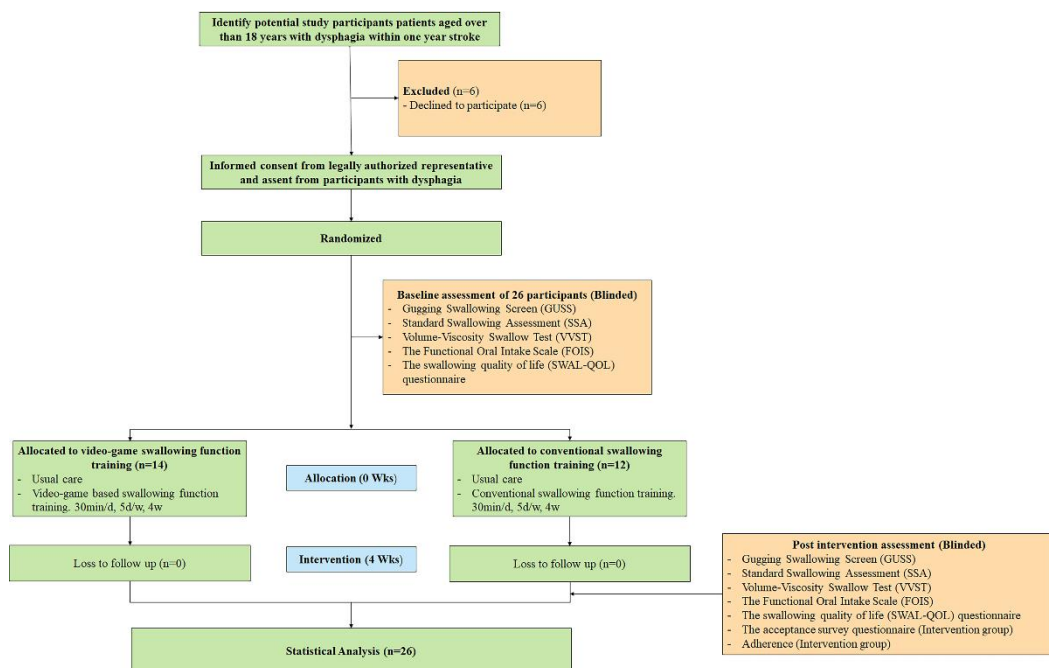 Identify potential study participants patients aged over
than 18 years with dysphagia within one year stroke
Excluded (n=6)
- Declined to participate (n=6)
Informed consent from legally authorized representative
and assent from participants with dysphagia
Randomized
Baseline assessment of 26 participants (Blinded)
- Gugging Swallowing Screen (GUSS)
- Standard Swallowing Assessment (SSA)
- Volume-Viscosity Swallow Test (VVST)
- The Functional Oral Intake Scale (FOIS)
- The swallowing quality of life (SWAL-QOL)
questionnaire
Allocated to video-game swallowing function
training (n=14)
- Usual care
- Video-game based swallowing function
training. 30min/d, 5d/w, 4w
Allocation (0 Wks)
Allocated to conventional swallowing
function training (n=12)
- Usual care
- Conventional swallowing function training.
30min/d, 5d/w, 4w
Loss to follow up (n=0)
Intervention (4 Wks)
Loss to follow up (n=0)
Post intervention assessment (Blinded)
- Gugging Swallowing Screen (GUSS)
- Standard Swallowing Assessment (SSA)
- Volume-Viscosity Swallow Test (VVST)
- The Functional Oral Intake Scale (FOIS)
- The swallowing quality of life (SWAL-QOL) questionnaire
- The acceptance survey questionnaire (Intervention group)
- Adherence (Intervention group)
Statistical Analysis (n=26)